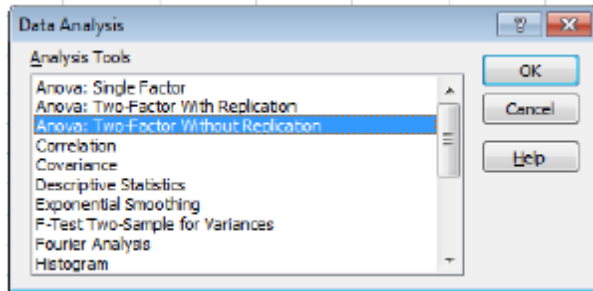 Data Analysis
?
Analysis Tools
Anova: Single Factor
Anova: Two-Factor With Replication
Anova: Two-Factor Without Replication
Correlation
Covariance
Descriptive Statistics
Exponential Smoothing
F-Test Two-Sample for Variances
Fourier Analysis
Histogram
OK
Cancel
Help